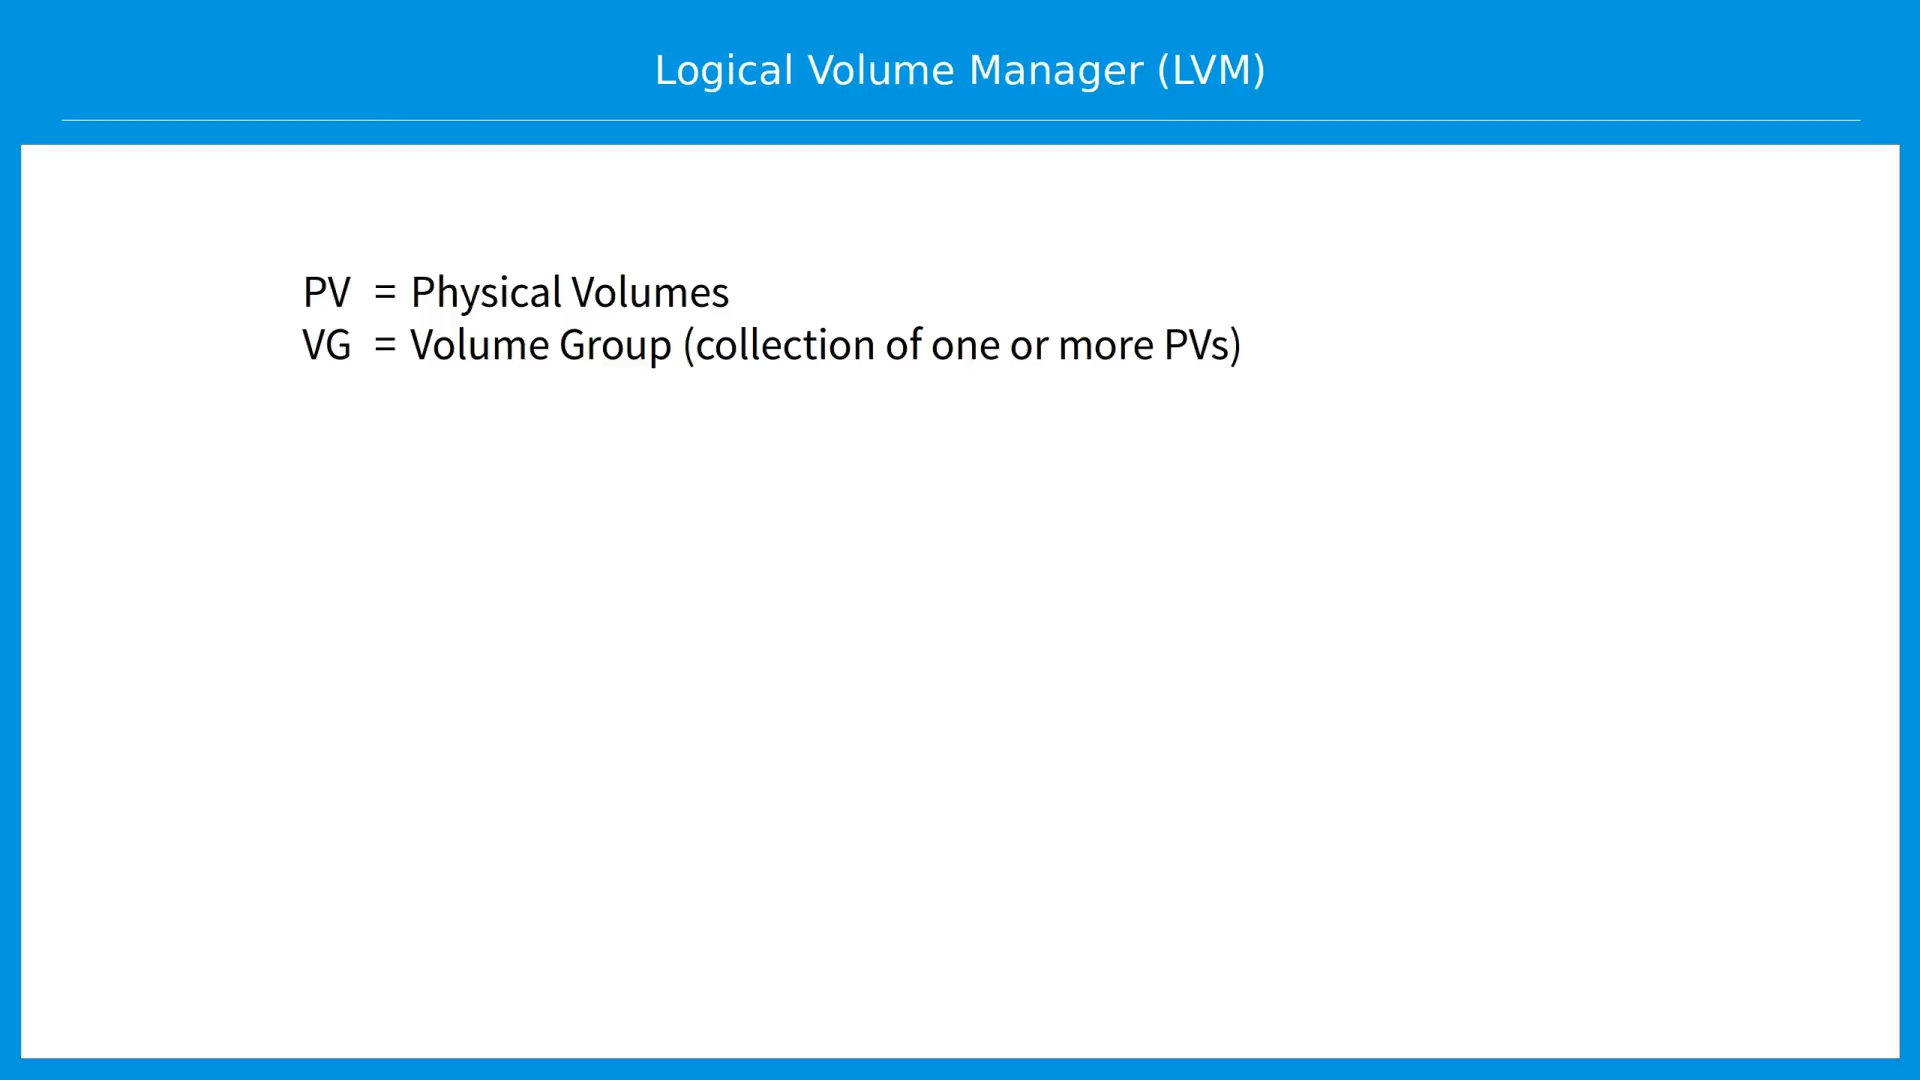 Logical Volume Manager (LVM)
PV = Physical Volumes
VG = Volume Group (collection of one or more PVs)